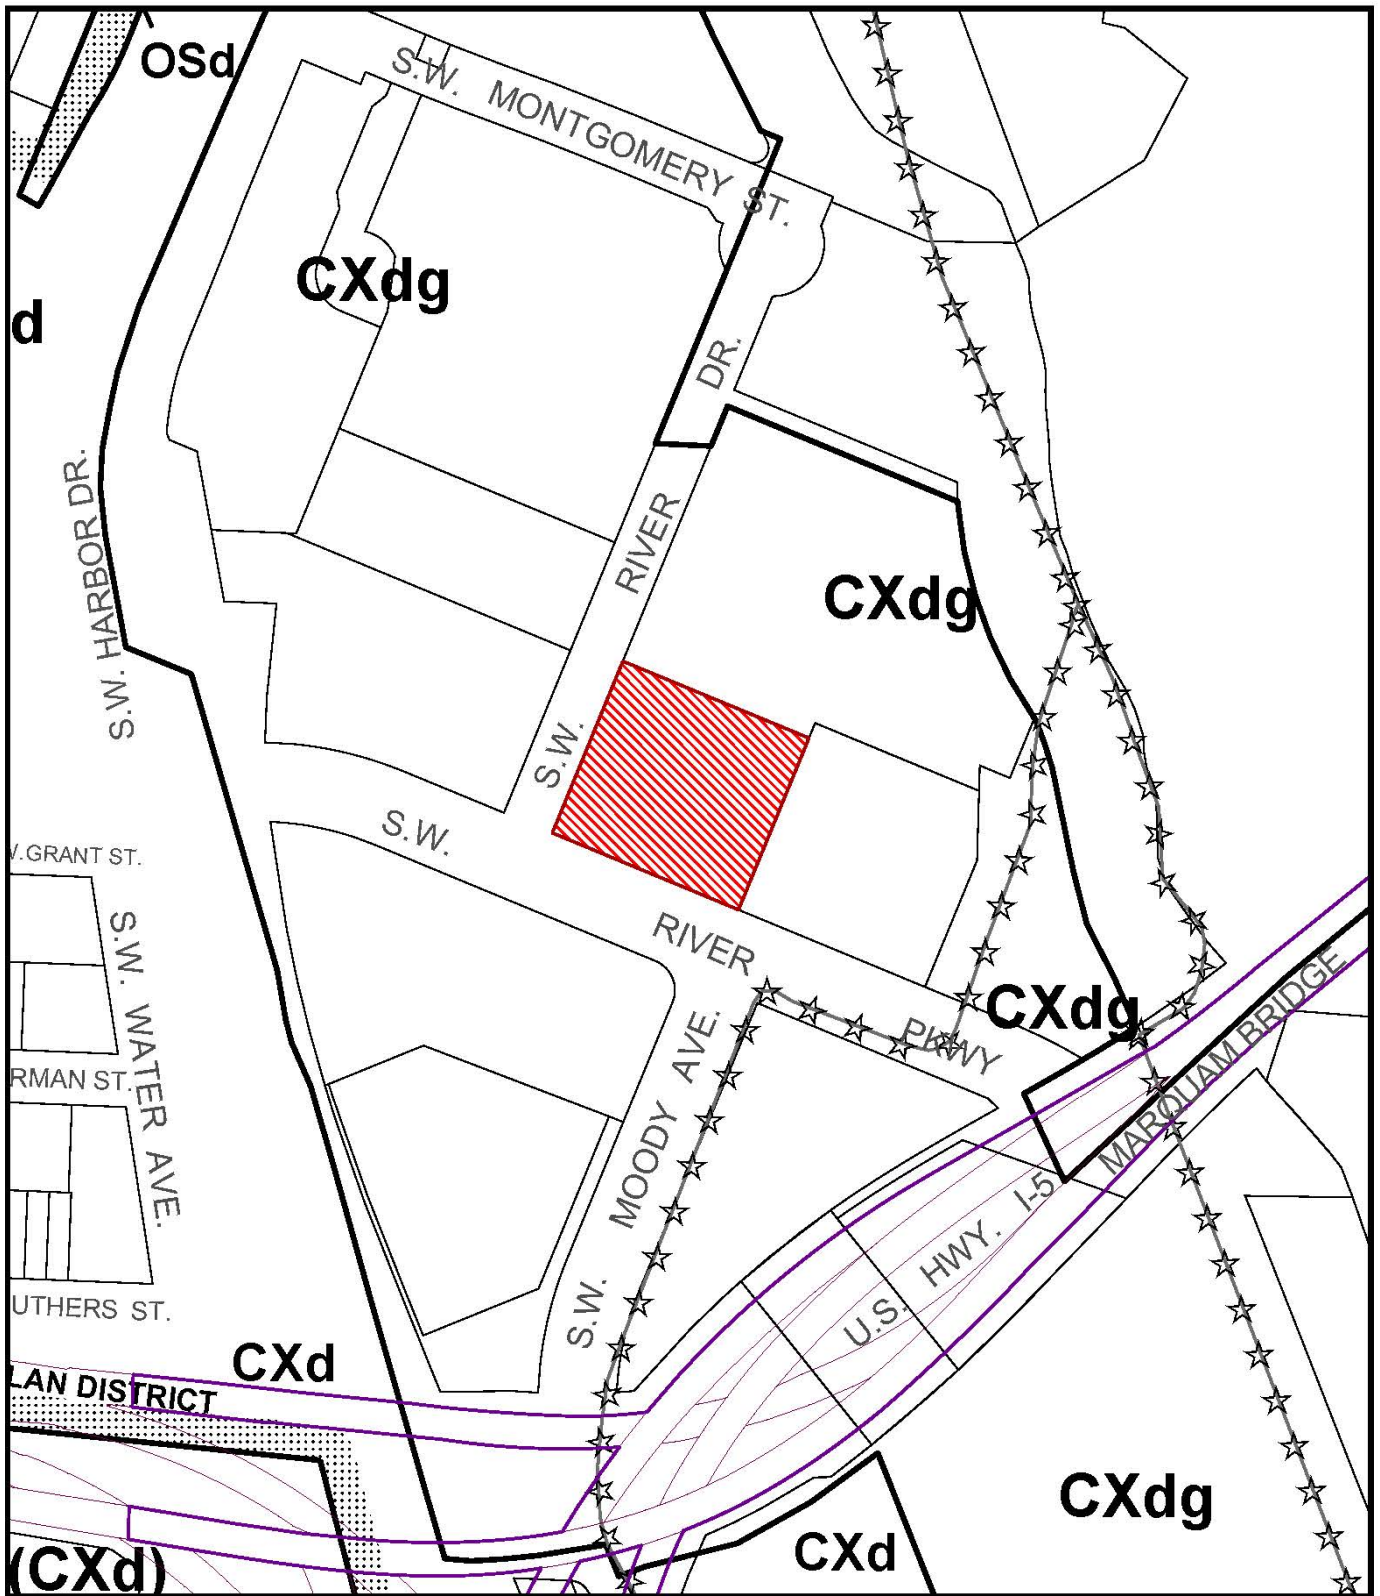 OSd
S.W. MONTGOMERY ST.
CXdg
d
DR.
S.W. HARBOR DR.
RIVER
CXdg
S.W.
S.W.
.GRANT ST.
RIVER
S.W. WATER AVE.
CXdg
PKWY
MARQUAM BRIDGE
RMAN ST.
S.W. MOODY AVE.
U.S. HWY. I-5
UTHERS ST.
CXd
LAN DISTRICT
CXdg
CXd
(CXd)